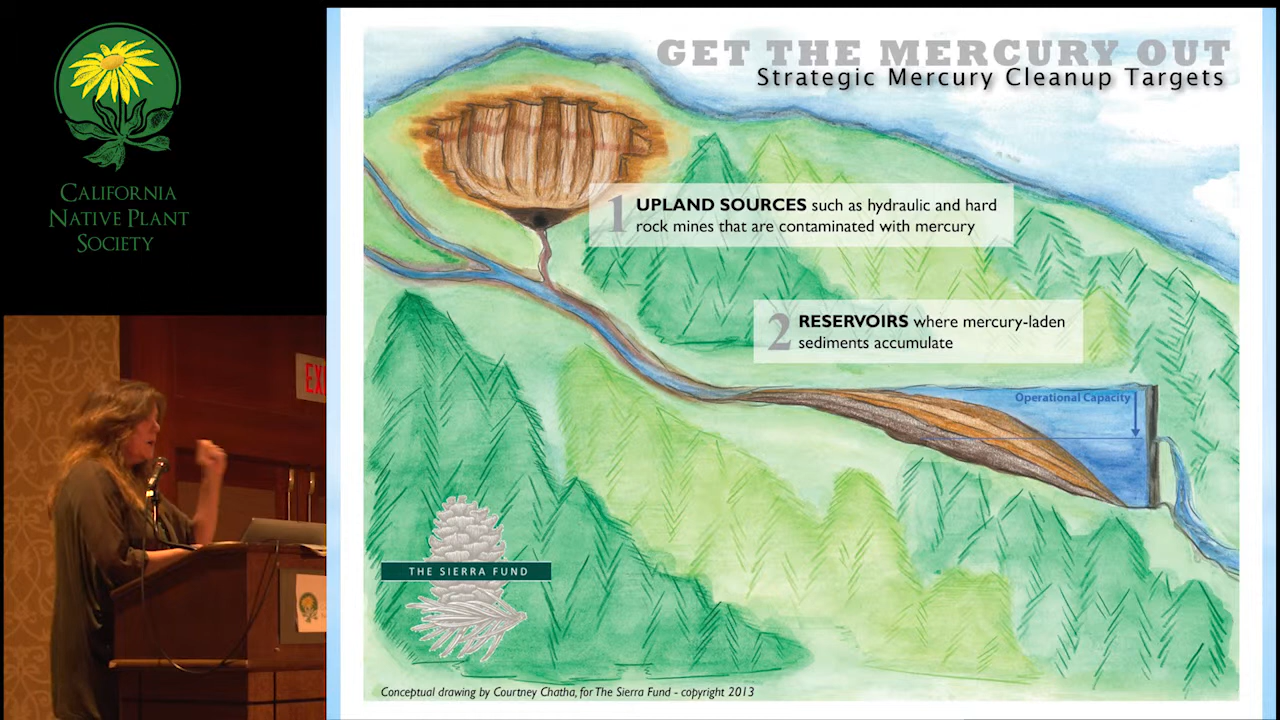 CALIFORNIA
NATIVE PLANT
SOCIETY
GET THE MERCURY OUT
Strategic Mercury Cleanup Targets
1 UPLAND SOURCES such as hydraulic and hard
rock mines that are contaminated with mercury
2 RESERVOIRS where mercury-laden
sediments accumulate
Operational Capacity
THE SIERRA FUND
Conceptual drawing by Courtney Chatha, for The Sierra Fund - copyright 2013